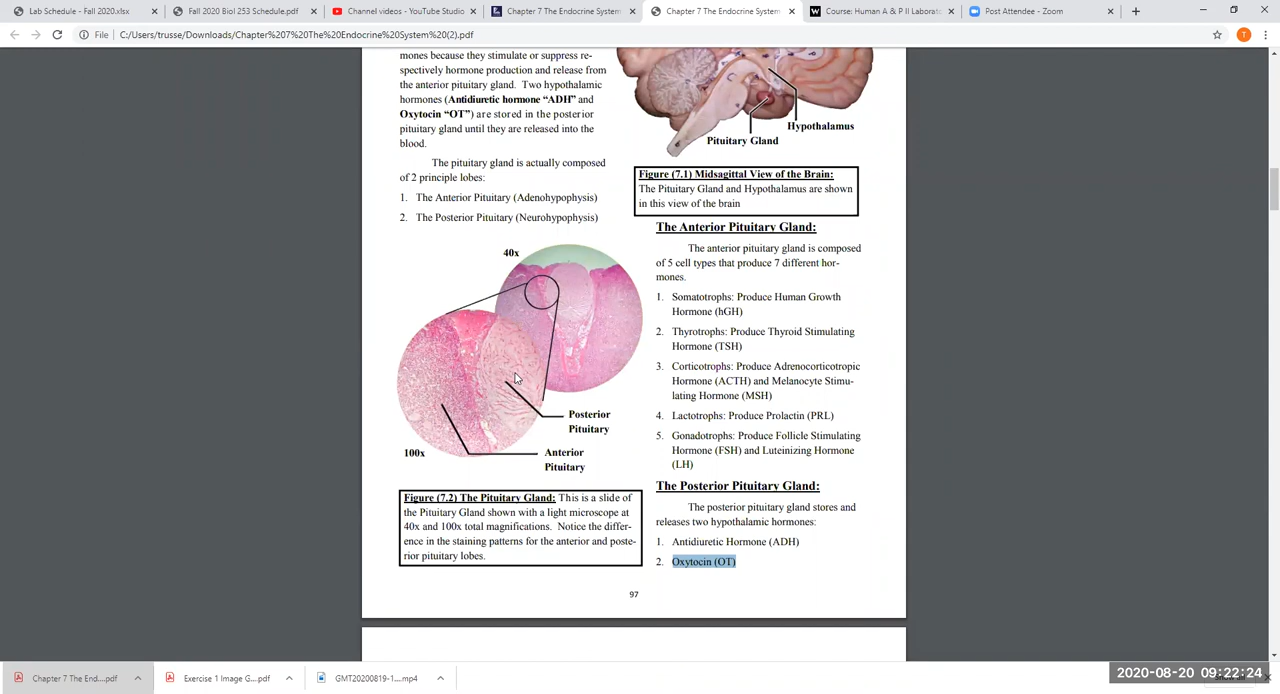 Lab Schedule - Fall 2020.xlsx
Fall 2020 Biol 253 Schedule.pdf
Channel videos - YouTube Studio
Chapter 7 The Endocrine System
Chapter 7 The Endocrine System
Course: Human A & P II Laborat
Post Attendee - Zoom
File
C:/Users/trusse/Downloads/Chapter%207%20The%20Endocrine%20System%20(2).pdf
T
mones because they stimulate or suppress re-
spectively hormone production and release from
the anterior pituitary gland. Two hypothalamic
hormones (Antidiuretic hormone “ADH” and
Oxytocin “OT”) are stored in the posterior
pituitary gland until they are released into the
blood.
The pituitary gland is actually composed
of 2 principle lobes:
1. The Anterior Pituitary (Adenohypophysis)
2. The Posterior Pituitary (Neurohypophysis)
40x
Posterior
Pituitary
100x
Anterior
Pituitary
Figure (7.2) The Pituitary Gland: This is a slide of
the Pituitary Gland shown with a light microscope at
40x and 100x total magnifications. Notice the differ-
ence in the staining patterns for the anterior and poste-
rior pituitary lobes.
Hypothalamus
Pituitary Gland
Figure (7.1) Midsagittal View of the Brain:
The Pituitary Gland and Hypothalamus are shown
in this view of the brain
The Anterior Pituitary Gland:
The anterior pituitary gland is composed
of 5 cell types that produce 7 different hor-
mones.
1. Somatotrophs: Produce Human Growth
Hormone (hGH)
2. Thyrotrophs: Produce Thyroid Stimulating
Hormone (TSH)
3. Corticotrophs: Produce Adrenocorticotropic
Hormone (ACTH) and Melanocyte Stimu-
lating Hormone (MSH)
4. Lactotrophs: Produce Prolactin (PRL)
5. Gonadotrophs: Produce Follicle Stimulating
Hormone (FSH) and Luteinizing Hormone
(LH)
The Posterior Pituitary Gland:
The posterior pituitary gland stores and
releases two hypothalamic hormones:
1. Antidiuretic Hormone (ADH)
2. Oxytocin (OT)
97
Chapter 7 The End....pdf
Exercise 1 Image G...pdf
GMT20200819-1....mp4
2020-08-20 09:22:24